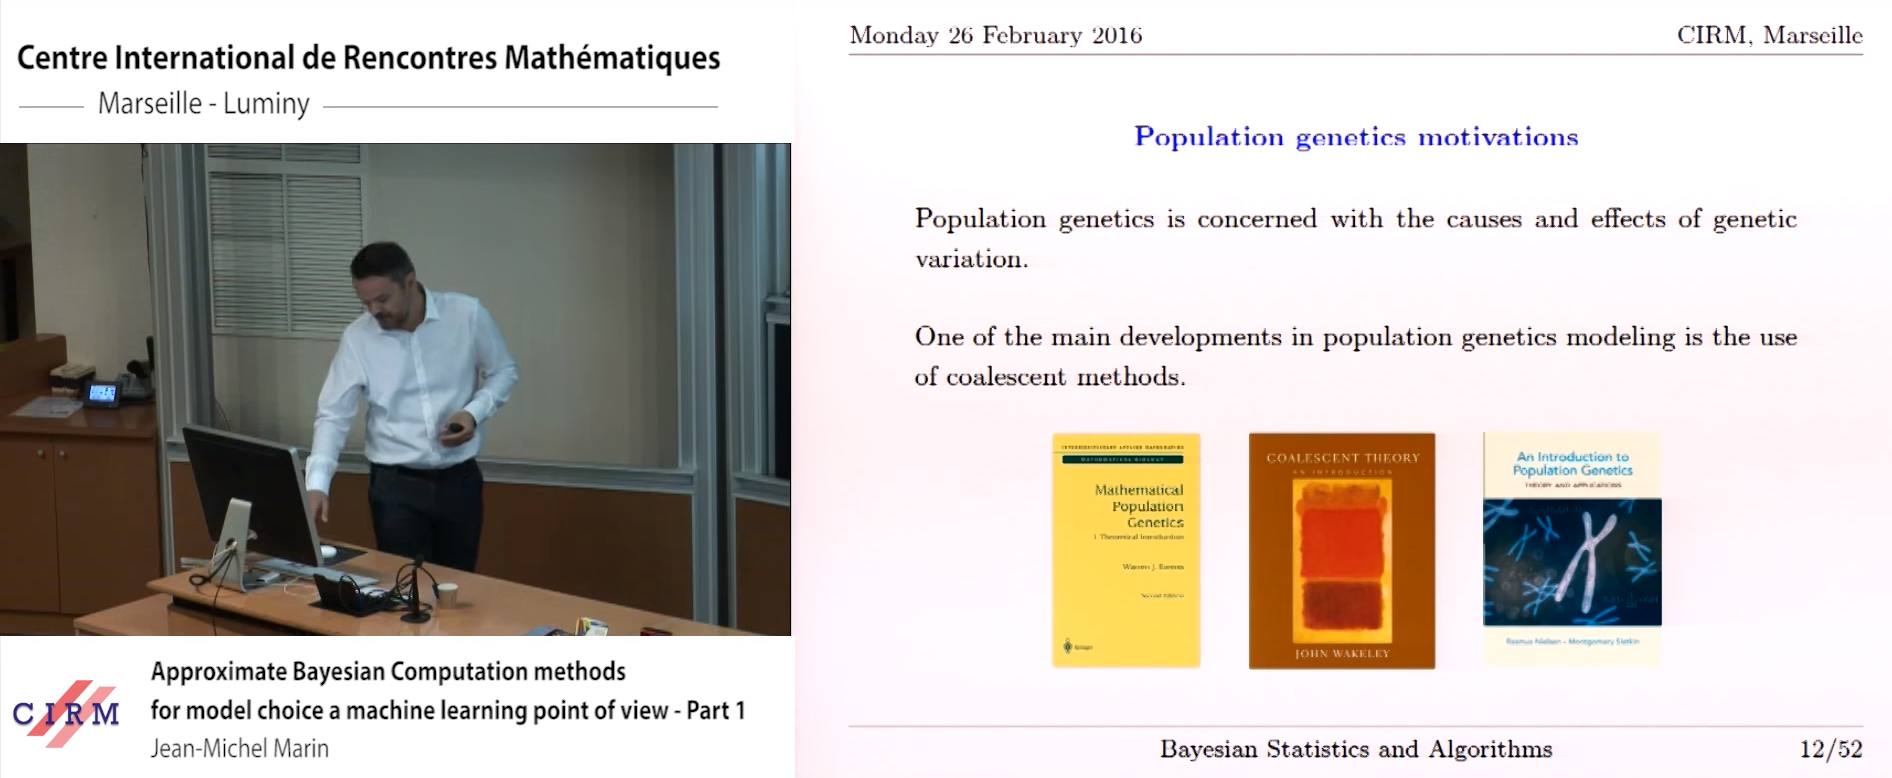 Centre International de Rencontres Mathématiques
Marseille - Luminy
CIRM
Approximate Bayesian Computation methods
for model choice a machine learning point of view - Part 1
Jean-Michel Marin
Monday 26 February 2016
CIRM, Marseille
Population genetics motivations
Population genetics is concerned with the causes and effects of genetic
variation.
One of the main developments in population genetics modeling is the use
of coalescent methods.
INTERDISCIPLINARY APPLIED MATHEMATICS
MATHEMATICAL BIOLOGY
Mathematical
Population
Genetics
I. Theoretical Introduction
Warren J. Ewens
Second Edition
Springer
COALESCENT THEORY
AN INTRODUCTION
JOHN WAKELEY
An Introduction to
Population Genetics
THEORY AND APPLICATIONS
Rasmus Nielsen - Montgomery Slatkin
Bayesian Statistics and Algorithms
12/52